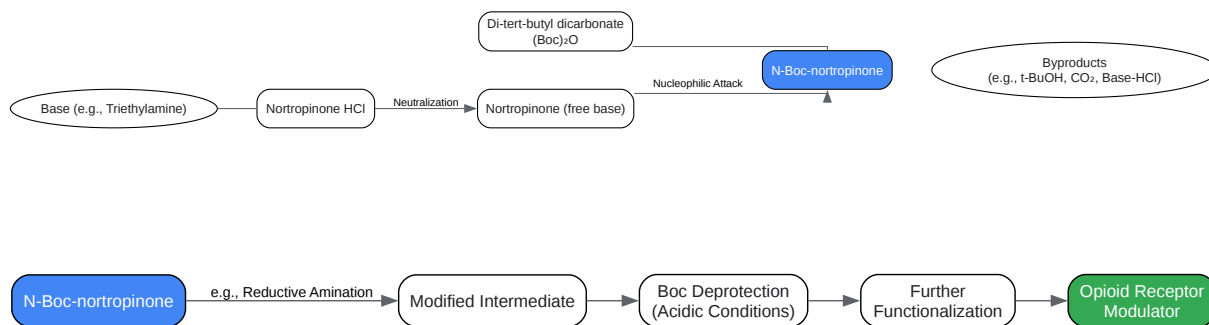 Di-tert-butyl dicarbonate
(Boc)₂O
N-Boc-nortropinone
Byproducts
(e.g., t-BuOH, CO₂, Base-HCl)
Nucleophilic Attack
Base (e.g., Triethylamine)
Nortropinone HCl
Neutralization
Nortropinone (free base)
N-Boc-nortropinone
e.g., Reductive Amination
Modified Intermediate
Boc Deprotection
(Acidic Conditions)
Further
Functionalization
Opioid Receptor
Modulator